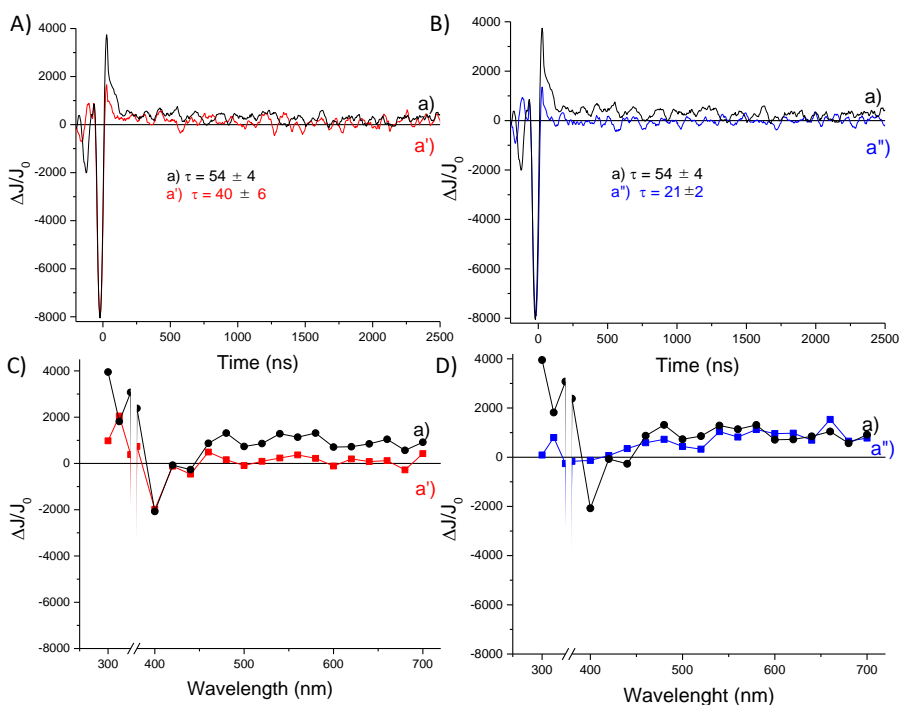 A)
4000
2000
0
-2000
-4000
-6000
-8000
ΔJ/J0
0
500
1000
1500
2000
2500
Time (ns)
a)
a')
a) τ = 54 ± 4
a') τ = 40 ± 6
B)
4000
2000
0
-2000
-4000
-6000
-8000
ΔJ/J0
0
500
1000
1500
2000
2500
Time (ns)
a)
a")
a) τ = 54 ± 4
a") τ = 21±2
C)
4000
2000
0
-2000
-4000
-6000
-8000
ΔJ/J0
300
400
500
600
700
Wavelength (nm)
a)
a')
D)
4000
2000
0
-2000
-4000
-6000
-8000
ΔJ/J0
300
400
500
600
700
Wavelenght (nm)
a)
a")